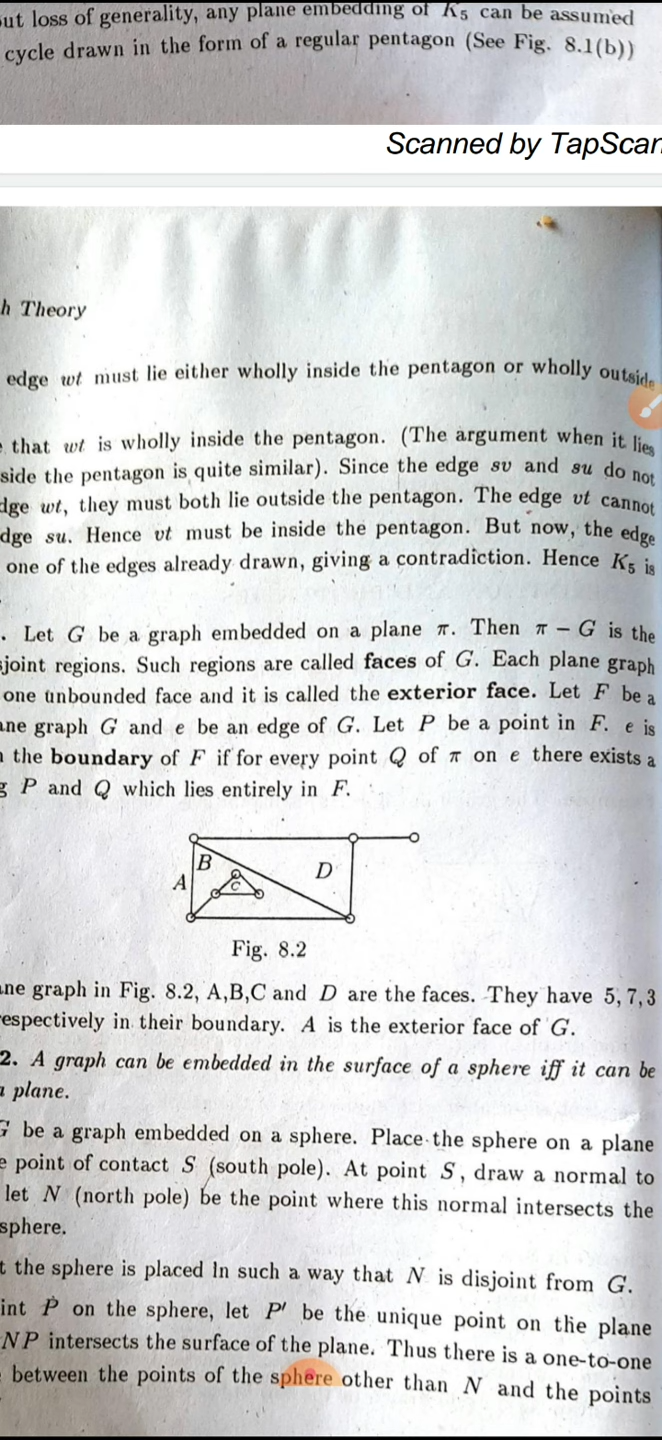 out loss of generality, any plane embedding of K₅ can be assumed
cycle drawn in the form of a regular pentagon (See Fig. 8.1(b))
Scanned by TapScan
h Theory
edge wt must lie either wholly inside the pentagon or wholly outside
that wt is wholly inside the pentagon. (The argument when it lies
side the pentagon is quite similar). Since the edge sv and su do not
dge wt, they must both lie outside the pentagon. The edge vt cannot
dge su. Hence vt must be inside the pentagon. But now, the edge
one of the edges already drawn, giving a contradiction. Hence K₅ is
. Let G be a graph embedded on a plane π. Then π − G is the
sjoint regions. Such regions are called faces of G. Each plane graph
one unbounded face and it is called the exterior face. Let F be a
ane graph G and e be an edge of G. Let P be a point in F. e is
the boundary of F if for every point Q of π on e there exists a
g P and Q which lies entirely in F.
B
A
C
D
Fig. 8.2
ane graph in Fig. 8.2, A,B,C and D are the faces. They have 5, 7, 3
respectively in their boundary. A is the exterior face of G.
2. A graph can be embedded in the surface of a sphere iff it can be
a plane.
G be a graph embedded on a sphere. Place the sphere on a plane
e point of contact S (south pole). At point S, draw a normal to
let N (north pole) be the point where this normal intersects the
sphere.
t the sphere is placed in such a way that N is disjoint from G.
int P on the sphere, let P′ be the unique point on the plane
NP intersects the surface of the plane. Thus there is a one-to-one
between the points of the sphere other than N and the points